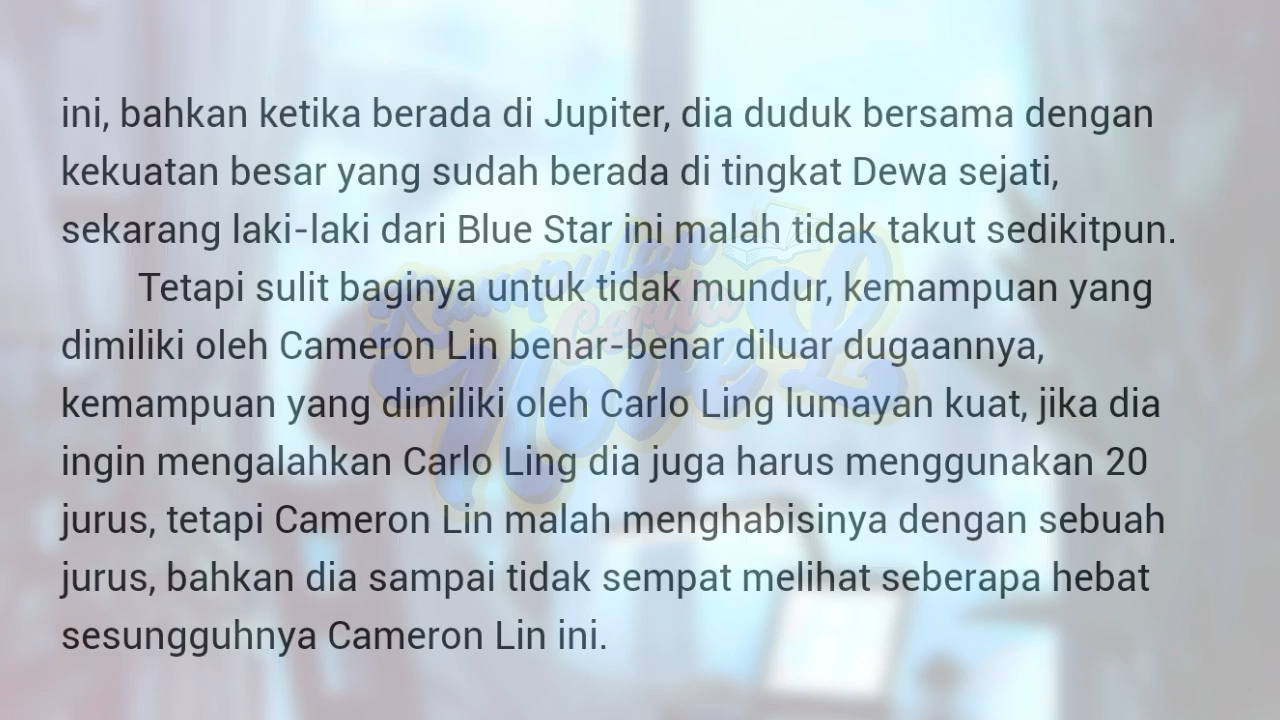 ini, bahkan ketika berada di Jupiter, dia duduk bersama dengan
kekuatan besar yang sudah berada di tingkat Dewa sejati,
sekarang laki-laki dari Blue Star ini malah tidak takut sedikitpun.
Tetapi sulit baginya untuk tidak mundur, kemampuan yang
dimiliki oleh Cameron Lin benar-benar diluar dugaannya,
kemampuan yang dimiliki oleh Carlo Ling lumayan kuat, jika dia
ingin mengalahkan Carlo Ling dia juga harus menggunakan 20
jurus, tetapi Cameron Lin malah menghabisinya dengan sebuah
jurus, bahkan dia sampai tidak sempat melihat seberapa hebat
sesungguhnya Cameron Lin ini.
Kumpulan
Cerita
Novel